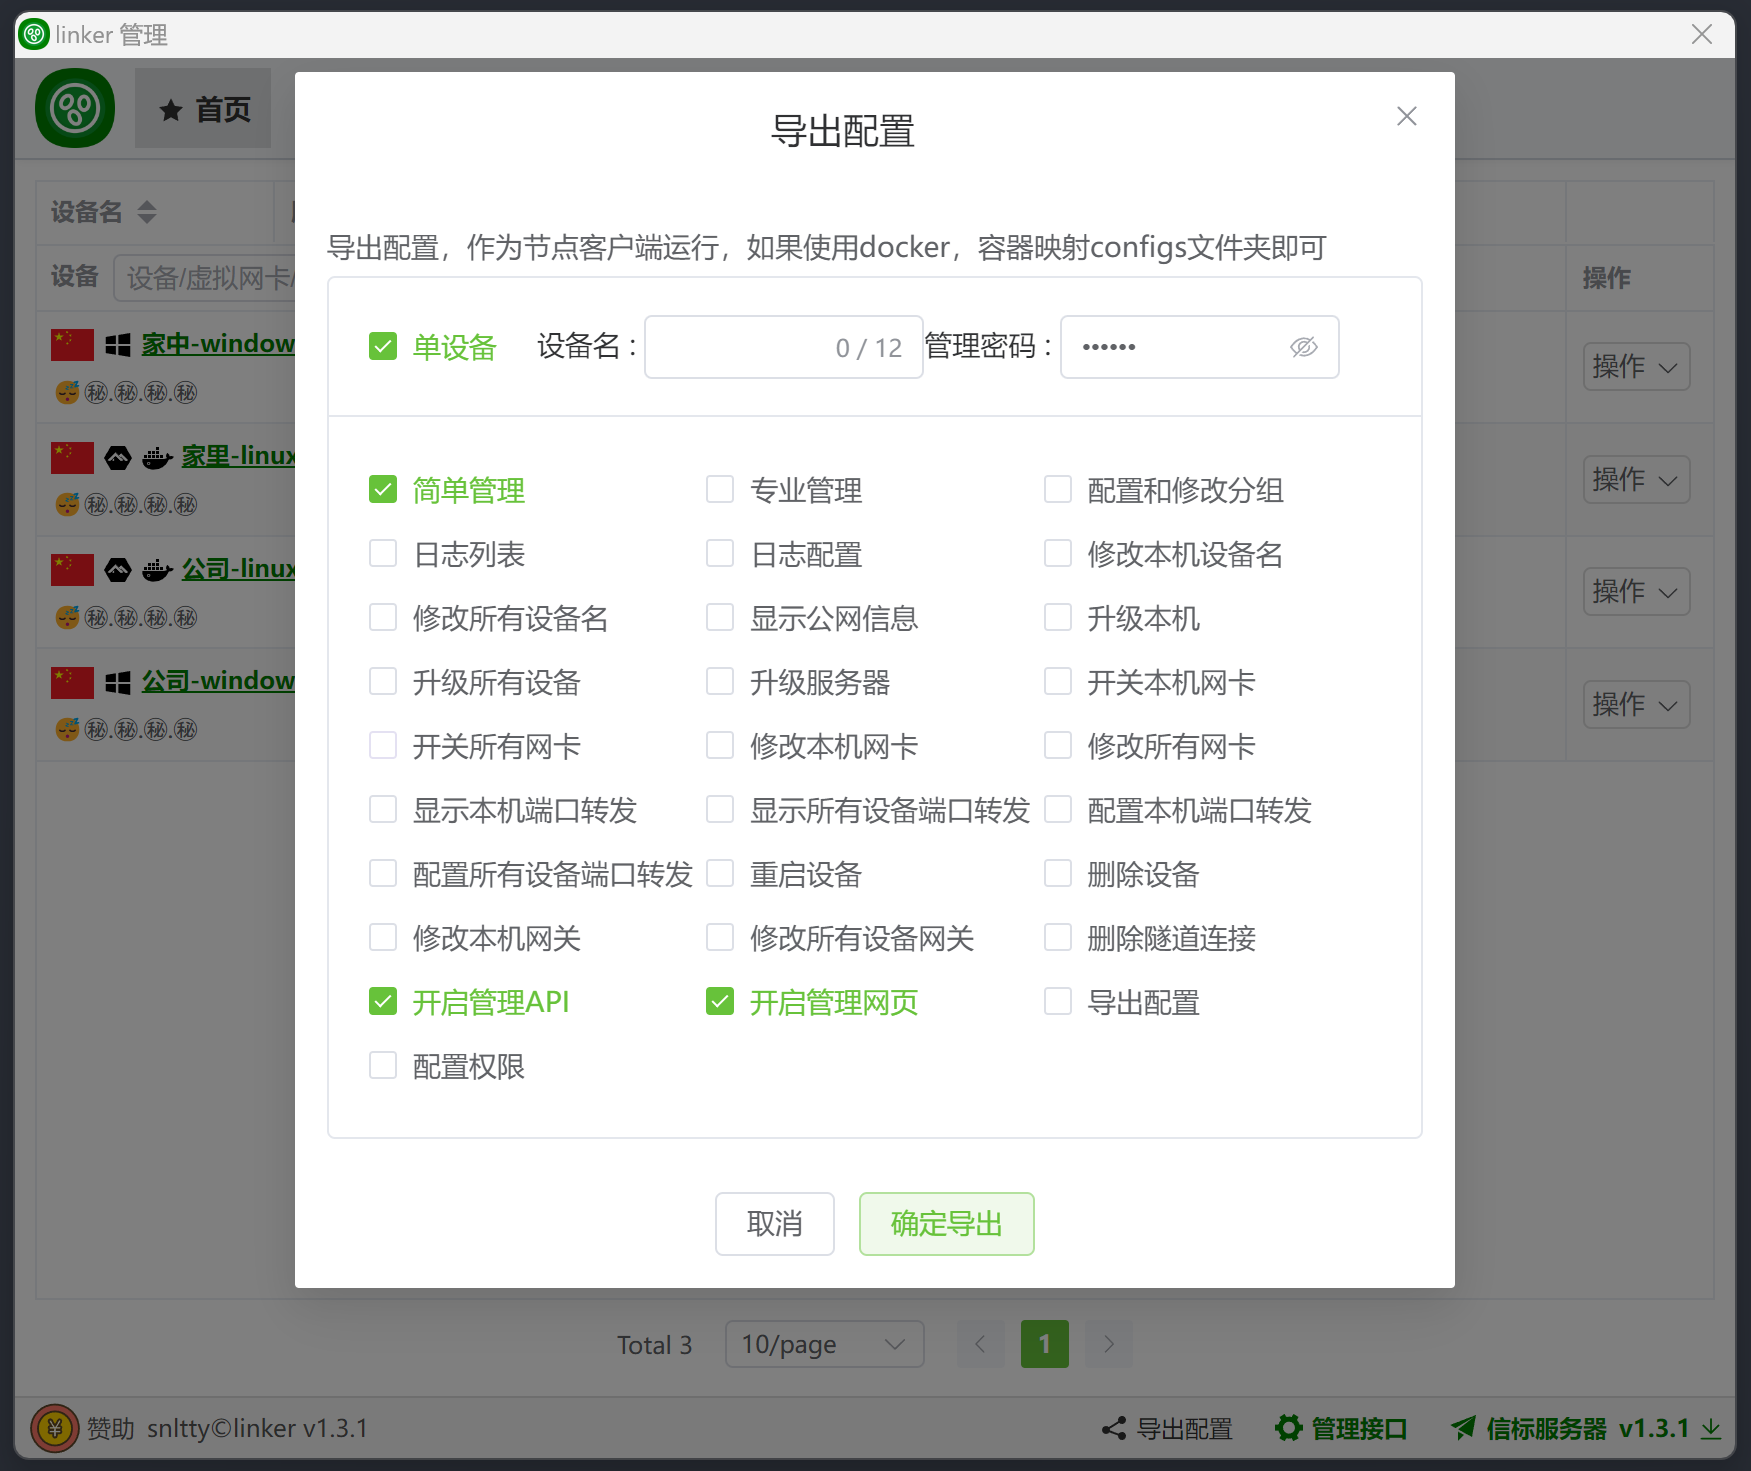 linker 管理
首页
导出配置
设备名
导出配置，作为节点客户端运行，如果使用docker，容器映射configs文件夹即可
设备 设备/虚拟网卡/
操作
单设备 设备名 : 0 / 12 管理密码 : ••••••
家中-window
操作
㊙.㊙.㊙.㊙
家里-linux
操作
㊙.㊙.㊙.㊙
公司-linux
操作
㊙.㊙.㊙.㊙
公司-window
操作
㊙.㊙.㊙.㊙
简单管理 专业管理 配置和修改分组
日志列表 日志配置 修改本机设备名
修改所有设备名 显示公网信息 升级本机
升级所有设备 升级服务器 开关本机网卡
开关所有网卡 修改本机网卡 修改所有网卡
显示本机端口转发 显示所有设备端口转发 配置本机端口转发
配置所有设备端口转发 重启设备 删除设备
修改本机网关 修改所有设备网关 删除隧道连接
开启管理API 开启管理网页 导出配置
配置权限
取消 确定导出
Total 3 10/page 1
赞助 snltty©linker v1.3.1 导出配置 管理接口 信标服务器 v1.3.1